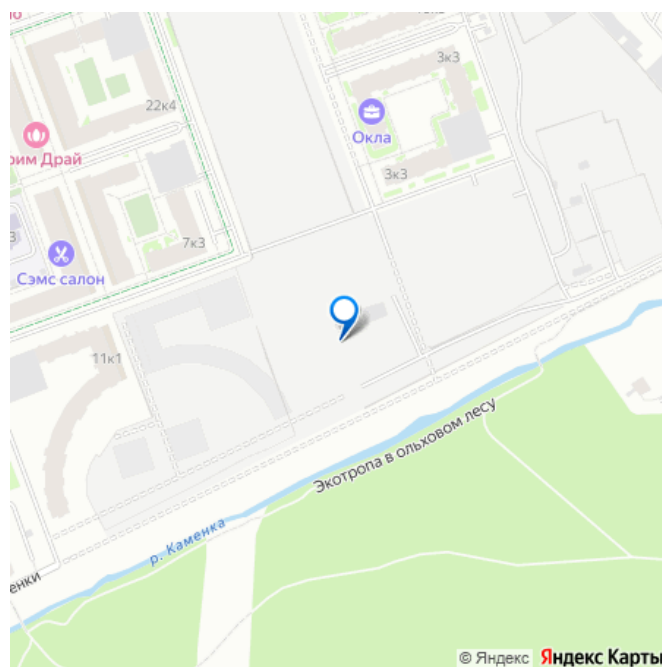 3к3
22к4
Окла
рим Драй
3к3
7к3
Сэмс салон
11к1
Экотропа в ольховом лесу
р. Каменка
енки
© Яндекс Яндекс Карты